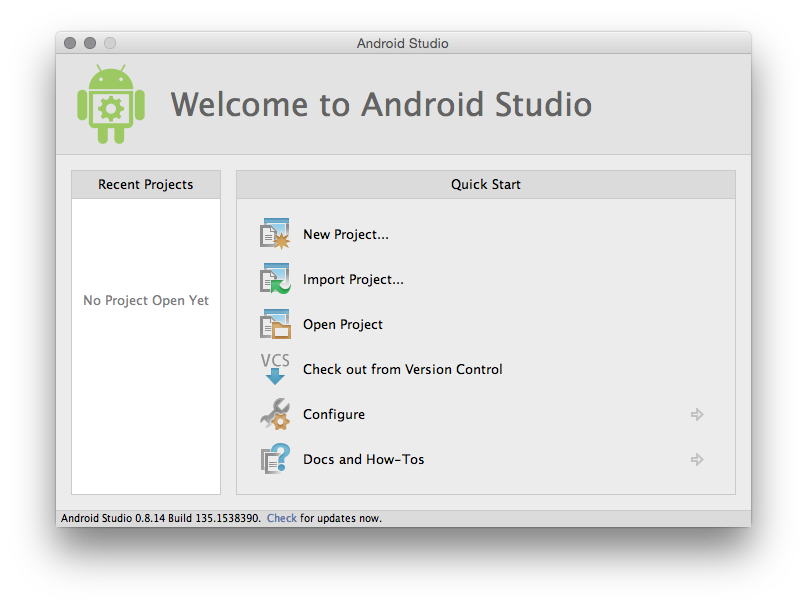 Android Studio
Welcome to Android Studio
Recent Projects
No Project Open Yet
Quick Start
New Project...
Import Project...
Open Project
VCS
Check out from Version Control
Configure
Docs and How-Tos
Android Studio 0.8.14 Build 135.1538390. Check for updates now.